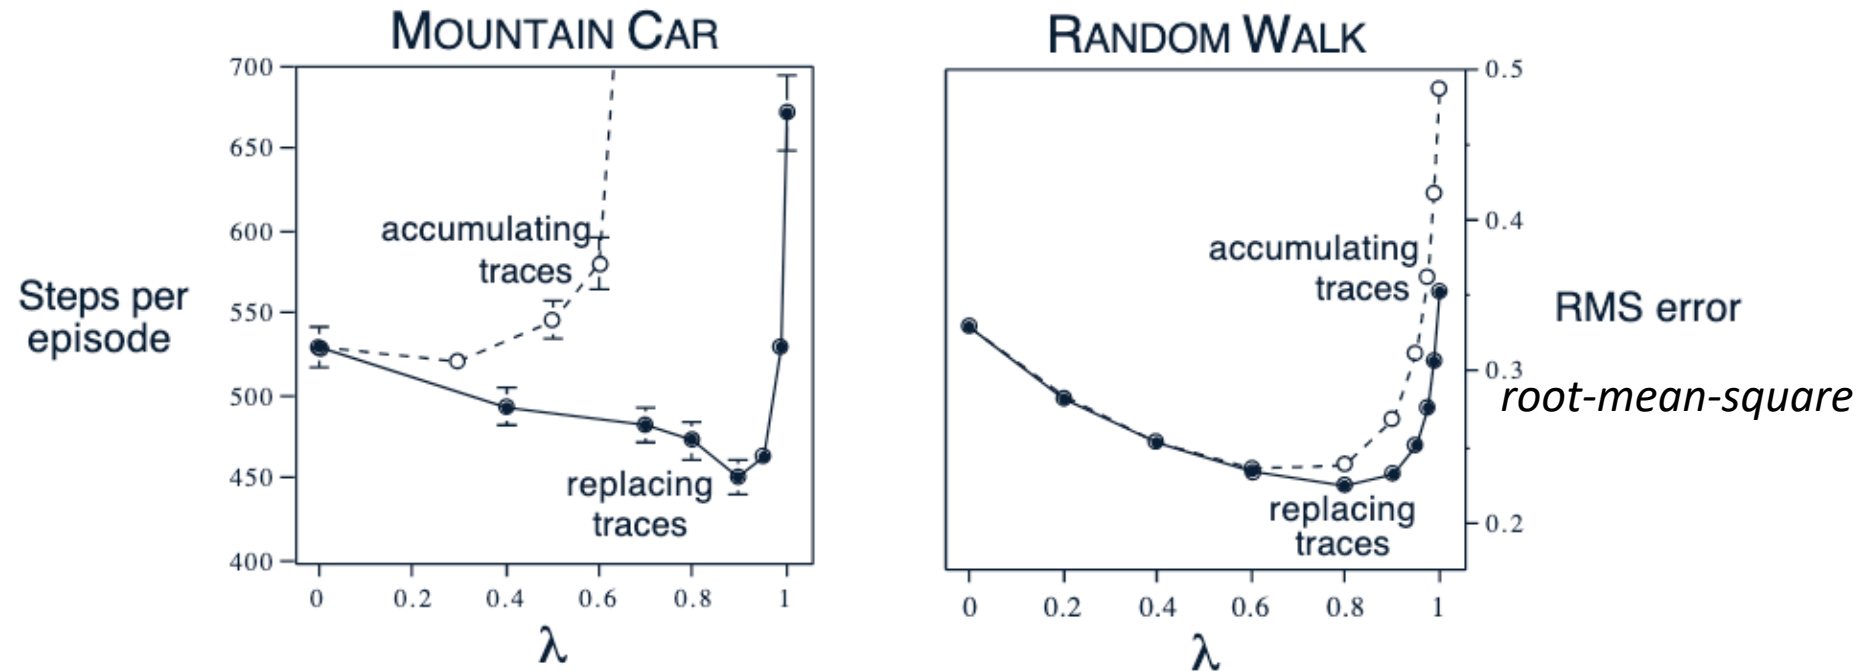 MOUNTAIN CAR
700
650
600
550
500
450
400
Steps per
episode
accumulating
traces
replacing
traces
0 0.2 0.4 0.6 0.8 1
λ
RANDOM WALK
accumulating
traces
replacing
traces
0.5
0.4
0.3
0.2
RMS error
root-mean-square
0 0.2 0.4 0.6 0.8 1
λ